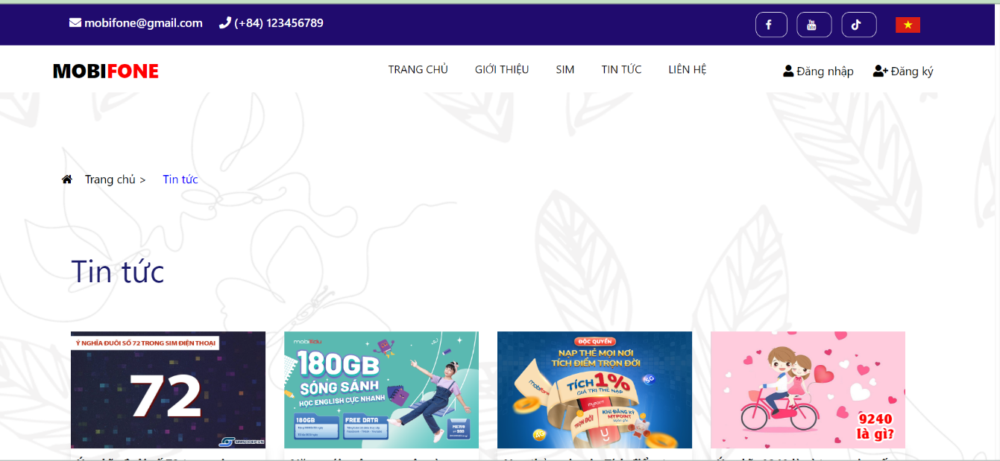 mobifone@gmail.com (+84) 123456789
MOBIFONE
TRANG CHỦ GIỚI THIỆU SIM TIN TỨC LIÊN HỆ
Đăng nhập Đăng ký
Trang chủ > Tin tức
Tin tức
Ý NGHĨA ĐUÔI SỐ 72 TRONG SIM ĐIỆN THOẠI
72
mobiEdu
180GB
SÓNG SÁNH
HỌC ENGLISH CỰC NHANH
180GB
FREE DATA
ĐỘC QUYỀN
NẠP THẺ MỌI NƠI
TÍCH ĐIỂM TRỌN ĐỜI
mobifone
TÍCH 1%
GIÁ TRỊ THẺ NẠP
5G
KHI ĐĂNG KÝ
MYPOINT
TRỌN ĐỜI
4G
9240
là gì?